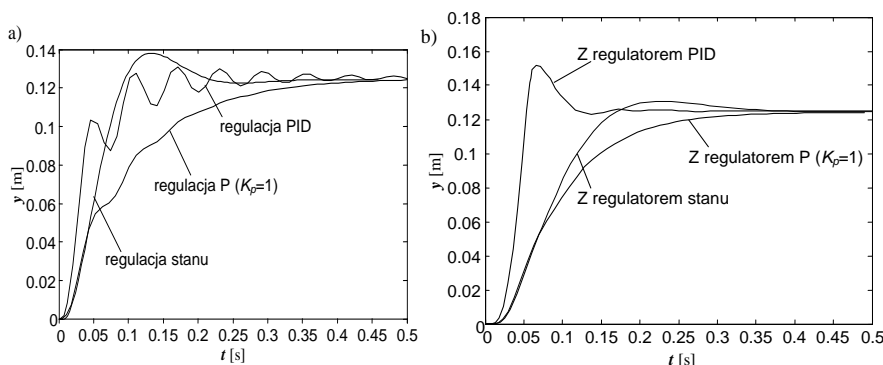 a)
0.14
0.12
0.1
0.08
0.06
0.04
0.02
0
y [m]
regulacja PID
regulacja P (Kp=1)
regulacja stanu
0 0.05 0.1 0.15 0.2 0.25 0.3 0.35 0.4 0.45 0.5
t [s]
b)
0.18
0.16
0.14
0.12
0.1
0.08
0.06
0.04
0.02
0
y [m]
Z regulatorem PID
Z regulatorem P (Kp=1)
Z regulatorem stanu
0 0.05 0.1 0.15 0.2 0.25 0.3 0.35 0.4 0.45 0.5
t [s]